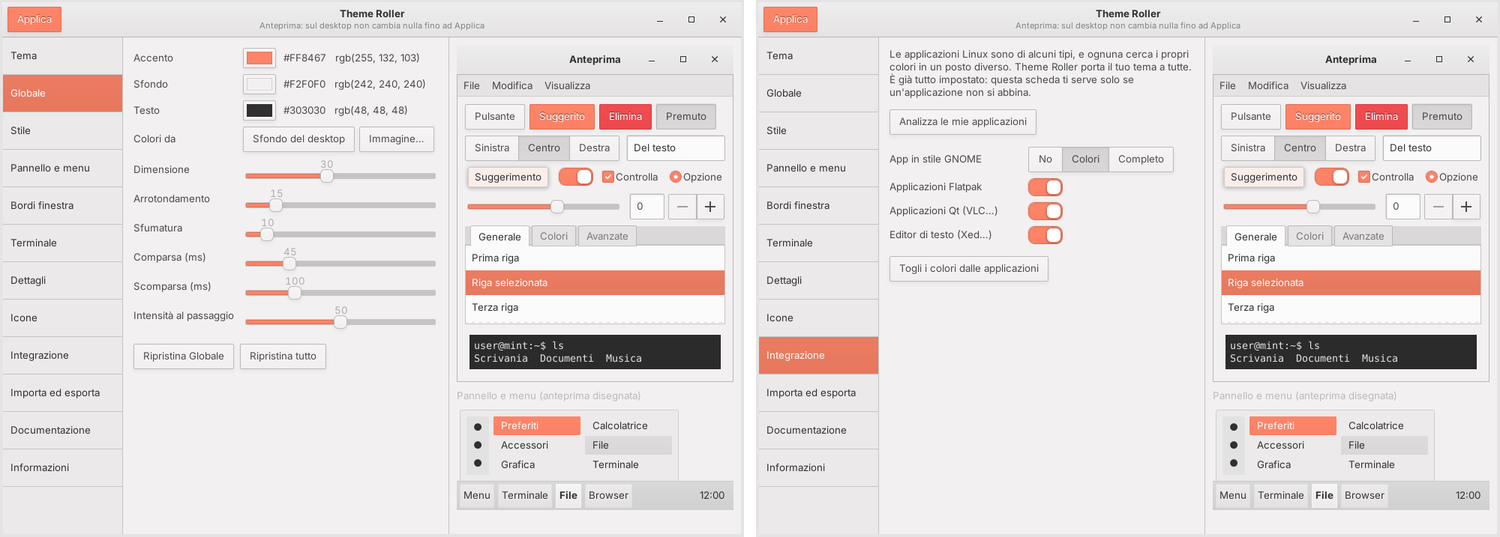 Applica
Theme Roller
Anteprima: sul desktop non cambia nulla fino ad Applica
Tema
Globale
Stile
Pannello e menu
Bordi finestra
Terminale
Dettagli
Icone
Integrazione
Importa ed esporta
Documentazione
Informazioni
Accento #FF8467 rgb(255, 132, 103)
Sfondo #F2F0F0 rgb(242, 240, 240)
Testo #303030 rgb(48, 48, 48)
Colori da Sfondo del desktop Immagine...
Dimensione 30
Arrotondamento 15
Sfumatura 10
Comparsa (ms) 45
Scomparsa (ms) 100
Intensità al passaggio 50
Ripristina Globale Ripristina tutto
Anteprima
File Modifica Visualizza
Pulsante Suggerito Elimina Premuto
Sinistra Centro Destra Del testo
Suggerimento Controlla Opzione
0
Generale Colori Avanzate
Prima riga
Riga selezionata
Terza riga
user@mint:~$ ls
Scrivania Documenti Musica
Pannello e menu (anteprima disegnata)
Preferiti Calcolatrice
Accessori File
Grafica Terminale
Menu Terminale File Browser 12:00
Applica
Theme Roller
Anteprima: sul desktop non cambia nulla fino ad Applica
Tema
Globale
Stile
Pannello e menu
Bordi finestra
Terminale
Dettagli
Icone
Integrazione
Importa ed esporta
Documentazione
Informazioni
Le applicazioni Linux sono di alcuni tipi, e ognuna cerca i propri
colori in un posto diverso. Theme Roller porta il tuo tema a tutte.
È già tutto impostato: questa scheda ti serve solo se
un'applicazione non si abbina.
Analizza le mie applicazioni
App in stile GNOME No Colori Completo
Applicazioni Flatpak
Applicazioni Qt (VLC...)
Editor di testo (Xed...)
Togli i colori dalle applicazioni
Anteprima
File Modifica Visualizza
Pulsante Suggerito Elimina Premuto
Sinistra Centro Destra Del testo
Suggerimento Controlla Opzione
0
Generale Colori Avanzate
Prima riga
Riga selezionata
Terza riga
user@mint:~$ ls
Scrivania Documenti Musica
Pannello e menu (anteprima disegnata)
Preferiti Calcolatrice
Accessori File
Grafica Terminale
Menu Terminale File Browser 12:00